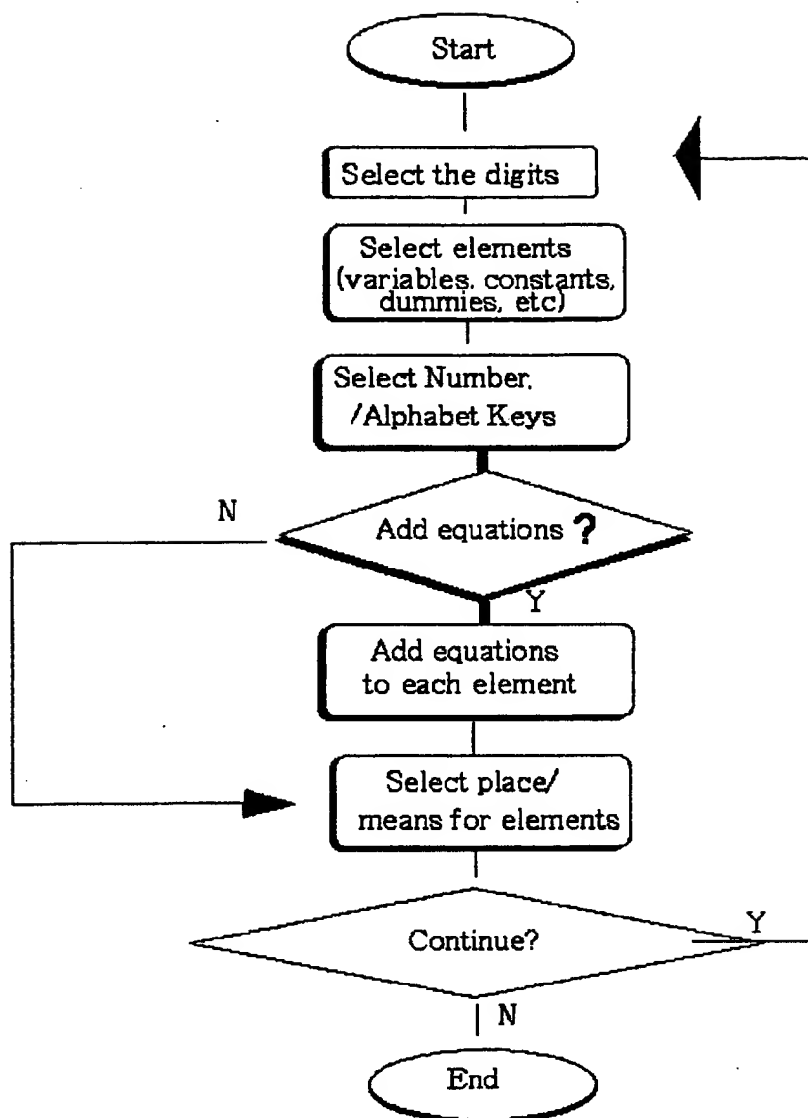 Start
Select the digits
Select elements
(variables, constants,
dummies, etc)
Select Number,
/Alphabet Keys
N
Add equations ?
Y
Add equations
to each element
Select place/
means for elements
Continue?
Y
N
End